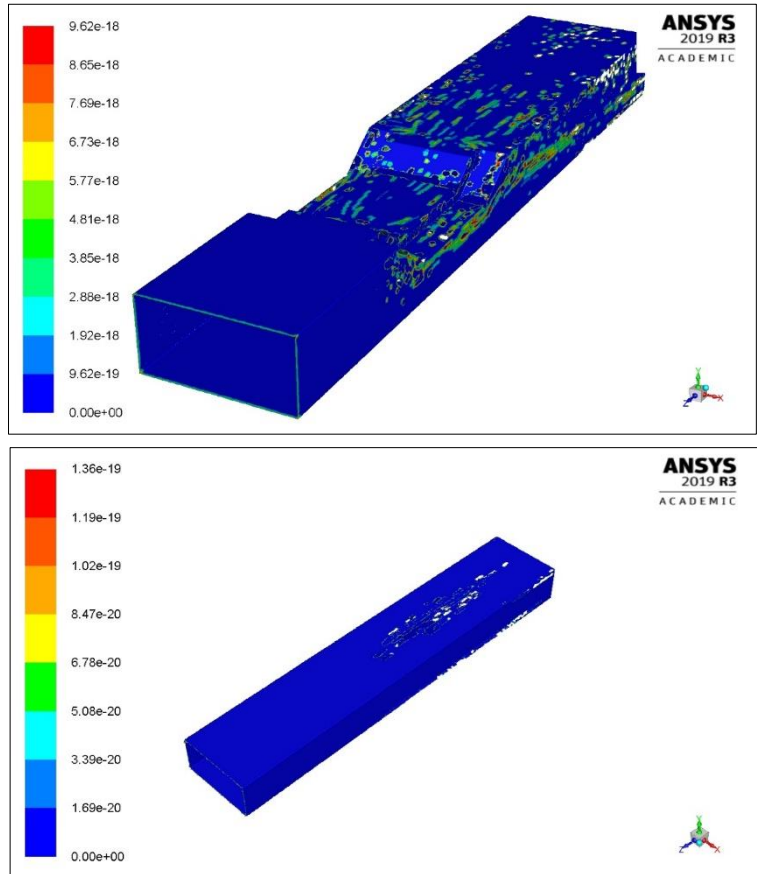 9.62e-18
8.65e-18
7.69e-18
6.73e-18
5.77e-18
4.81e-18
3.85e-18
2.88e-18
1.92e-18
9.62e-19
0.00e+00
ANSYS
2019 R3
ACADEMIC
Y
Z
X
1.36e-19
1.19e-19
1.02e-19
8.47e-20
6.78e-20
5.08e-20
3.39e-20
1.69e-20
0.00e+00
ANSYS
2019 R3
ACADEMIC
Y
Z
X